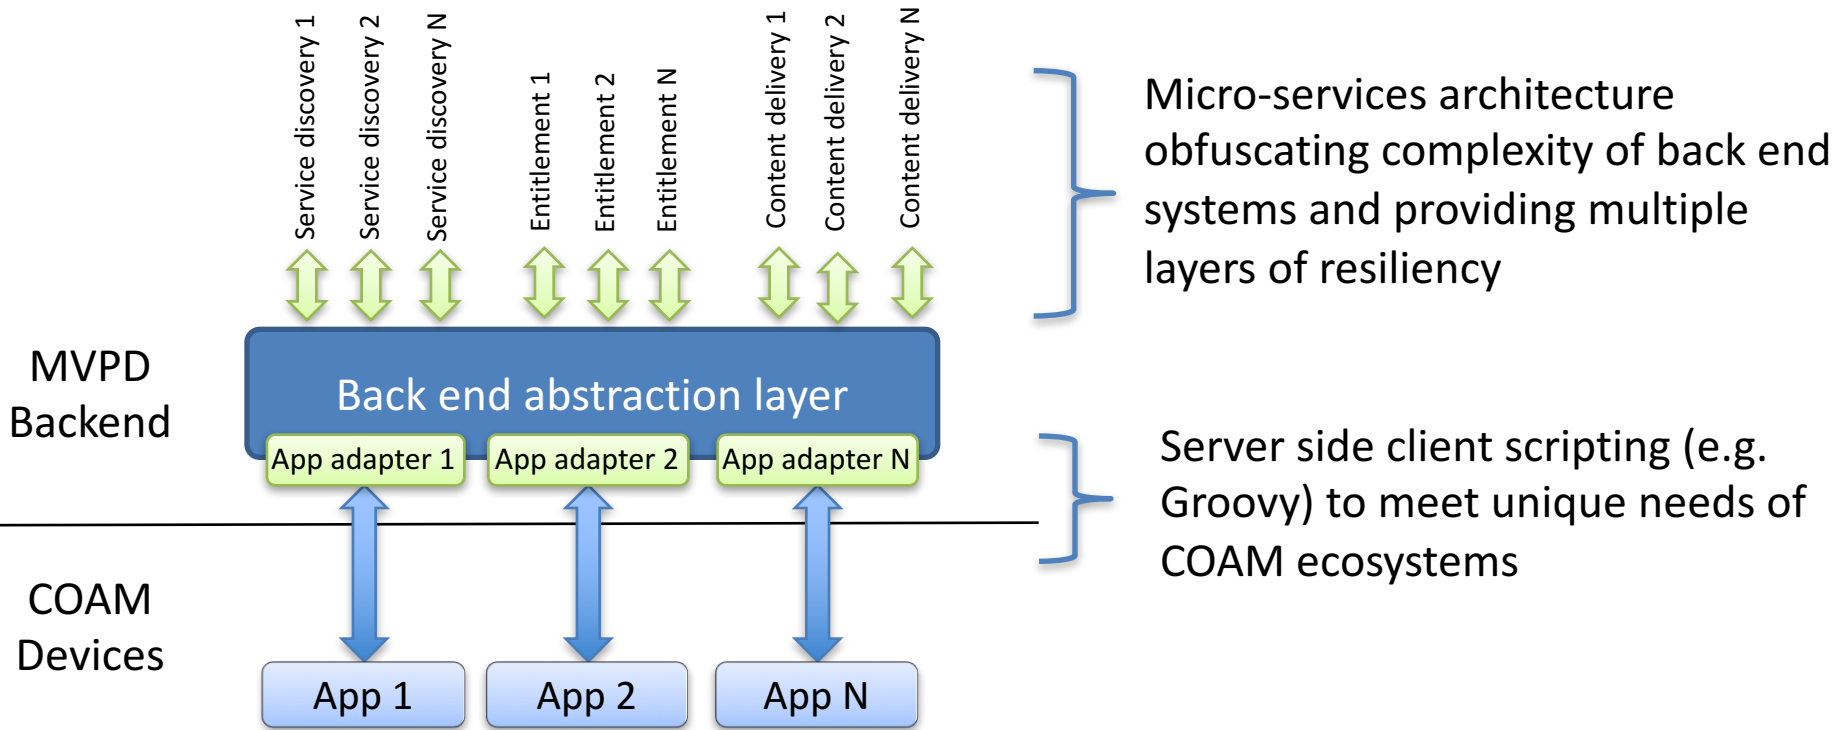 Service discovery 1
Service discovery 2
Service discovery N
Entitlement 1
Entitlement 2
Entitlement N
Content delivery 1
Content delivery 2
Content delivery N
Micro-services architecture
obfuscating complexity of back end
systems and providing multiple
layers of resiliency
MVPD
Backend
Back end abstraction layer
App adapter 1
App adapter 2
App adapter N
Server side client scripting (e.g.
Groovy) to meet unique needs of
COAM ecosystems
COAM
Devices
App 1
App 2
App N